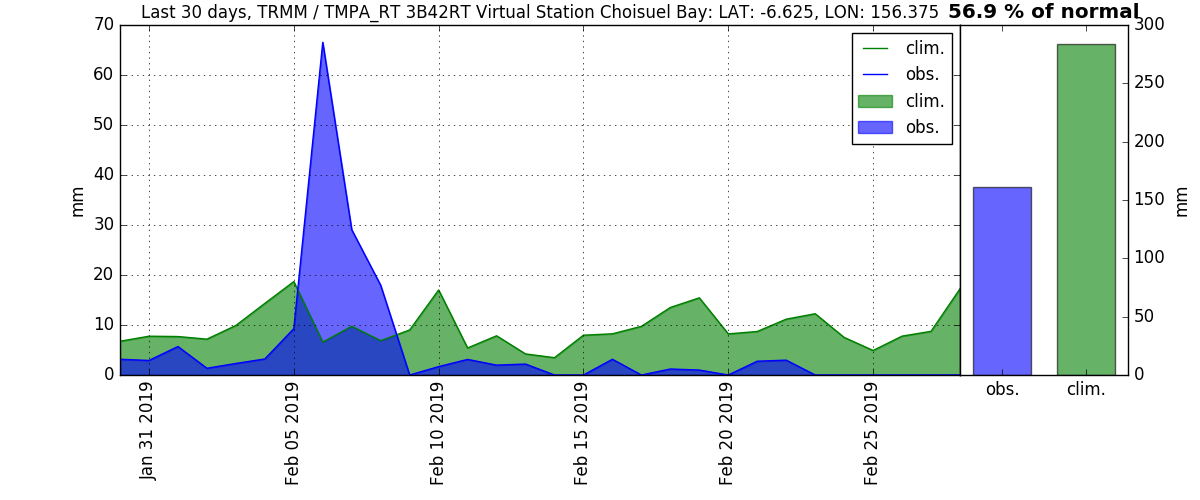 Last 30 days, TRMM / TMPA_RT 3B42RT Virtual Station Choisuel Bay: LAT: -6.625, LON: 156.375
56.9 % of normal
70
60
50
40
30
20
10
0
mm
clim.
obs.
clim.
obs.
Jan 31 2019
Feb 05 2019
Feb 10 2019
Feb 15 2019
Feb 20 2019
Feb 25 2019
300
250
200
150
100
50
0
mm
obs.
clim.